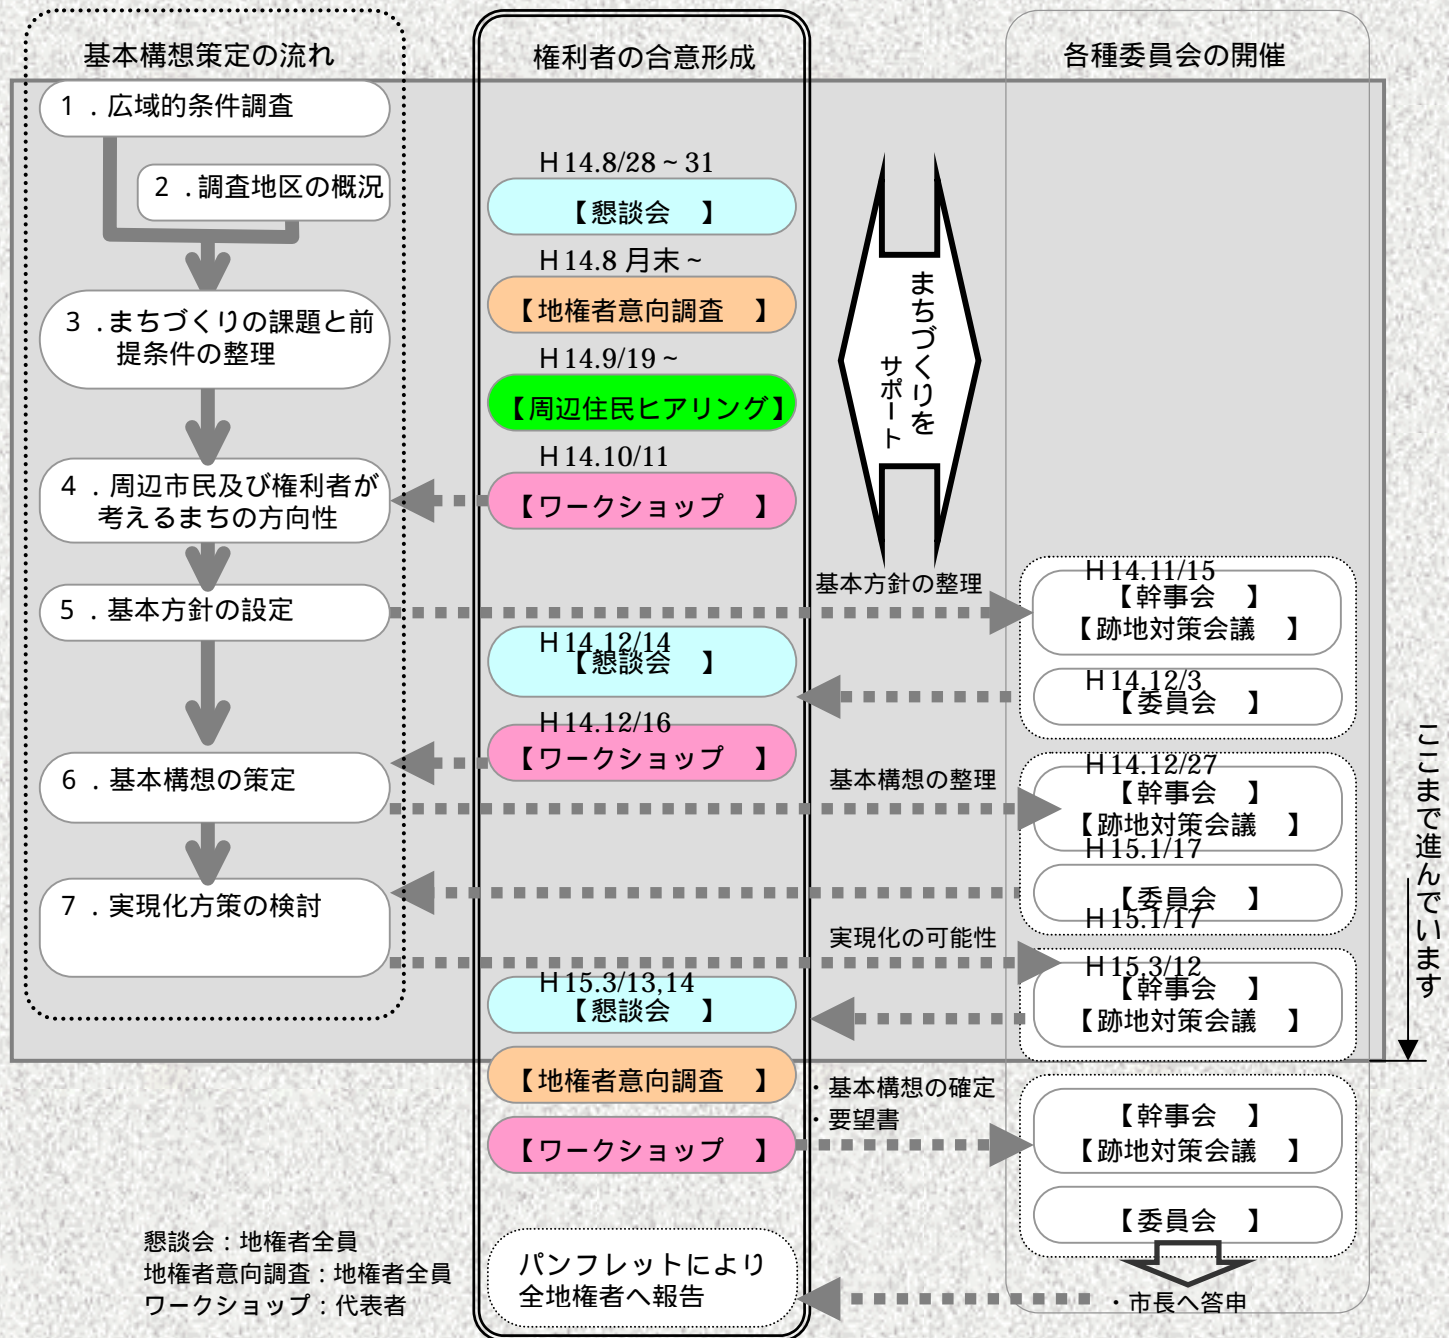 基本構想策定の流れ
1．広域的条件調査
2．調査地区の概況
3．まちづくりの課題と前
提条件の整理
4．周辺市民及び権利者が
考えるまちの方向性
5．基本方針の設定
6．基本構想の策定
7．実現化方策の検討
権利者の合意形成
H14.8/28~31
【懇談会　】
H14.8月末~
【地権者意向調査　】
H14.9/19~
【周辺住民ヒアリング】
H14.10/11
【ワークショップ　】
H14.12/14
【懇談会　】
H14.12/16
【ワークショップ　】
H15.3/13,14
【懇談会　】
【地権者意向調査　】
【ワークショップ　】
パンフレットにより
全地権者へ報告
まちづくりを
サポート
基本方針の整理
基本構想の整理
実現化の可能性
・基本構想の確定
・要望書
各種委員会の開催
H14.11/15
【幹事会　】
【跡地対策会議　】
H14.12/3
【委員会　】
H14.12/27
【幹事会　】
【跡地対策会議　】
H15.1/17
【委員会　】
H15.1/17
H15.3/12
【幹事会　】
【跡地対策会議　】
【幹事会　】
【跡地対策会議　】
【委員会　】
・市長へ答申
ここまで進んでいます
懇談会：地権者全員
地権者意向調査：地権者全員
ワークショップ：代表者